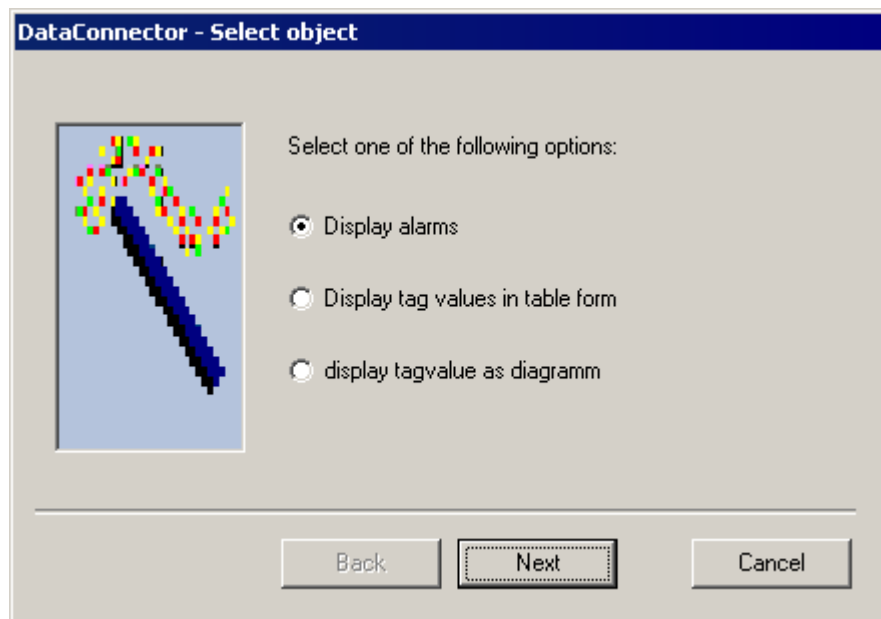 DataConnector - Select object
Select one of the following options:
Display alarms
Display tag values in table form
display tagvalue as diagramm
Back
Next
Cancel